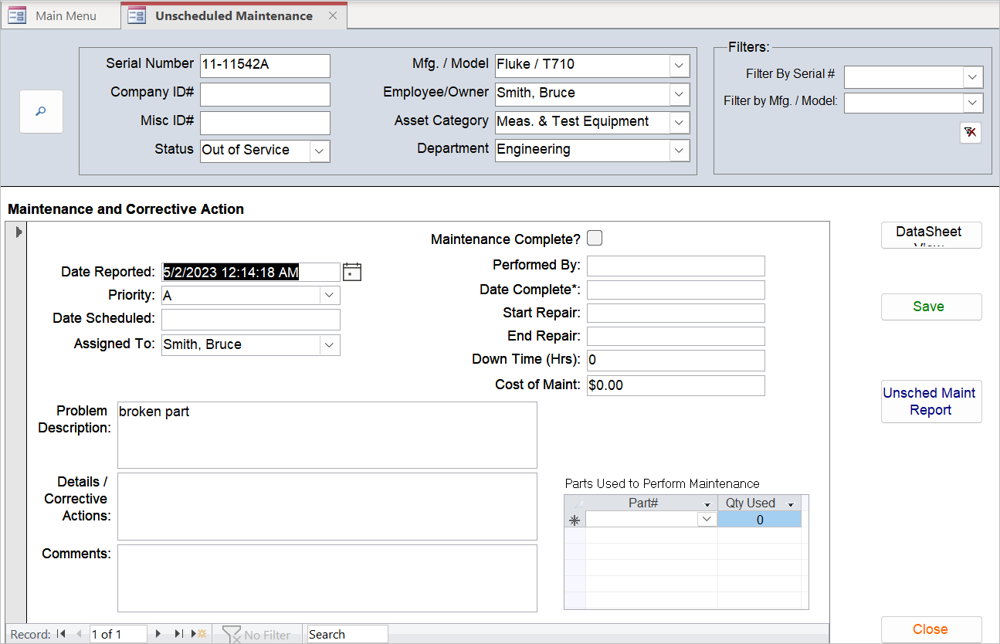 Main Menu
Unscheduled Maintenance
Serial Number 11-11542A
Company ID#
Misc ID#
Status Out of Service
Mfg. / Model Fluke / T710
Employee/Owner Smith, Bruce
Asset Category Meas. & Test Equipment
Department Engineering
Filters:
Filter By Serial #
Filter by Mfg. / Model:
Maintenance and Corrective Action
Date Reported: 5/2/2023 12:14:18 AM
Priority: A
Date Scheduled:
Assigned To: Smith, Bruce
Maintenance Complete?
Performed By:
Date Complete*:
Start Repair:
End Repair:
Down Time (Hrs): 0
Cost of Maint: $0.00
Problem
Description:
broken part
Details /
Corrective
Actions:
Comments:
Parts Used to Perform Maintenance
Part# Qty Used
0
DataSheet
View
Save
Unsched Maint
Report
Close
Record: 1 of 1 No Filter Search